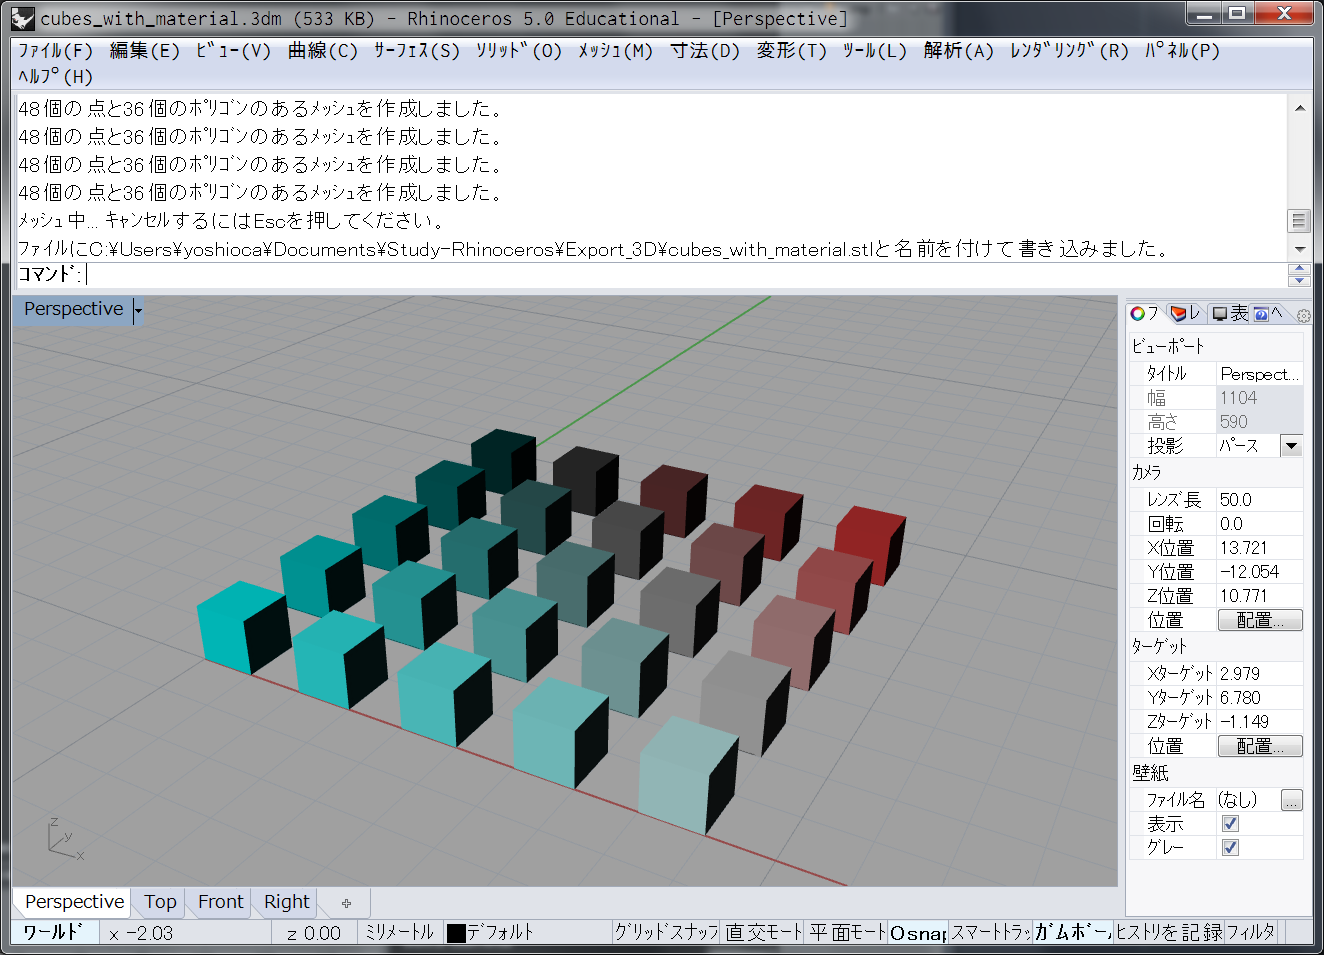 cubes_with_material.3dm (533 KB) - Rhinoceros 5.0 Educational - [Perspective]
ﾌｧｲﾙ(F) 編集(E) ﾋﾞｭｰ(V) 曲線(C) ｻｰﾌｪｽ(S) ｿﾘｯﾄﾞ(O) ﾒｯｼｭ(M) 寸法(D) 変形(T) ﾂｰﾙ(L) 解析(A) ﾚﾝﾀﾞﾘﾝｸﾞ(R) ﾊﾟﾈﾙ(P)
ﾍﾙﾌﾟ(H)
48個の点と36個のﾎﾟﾘｺﾞﾝのあるﾒｯｼｭを作成しました。
48個の点と36個のﾎﾟﾘｺﾞﾝのあるﾒｯｼｭを作成しました。
48個の点と36個のﾎﾟﾘｺﾞﾝのあるﾒｯｼｭを作成しました。
48個の点と36個のﾎﾟﾘｺﾞﾝのあるﾒｯｼｭを作成しました。
ﾒｯｼｭ中... ｷｬﾝｾﾙするにはEscを押してください。
ﾌｧｲﾙにC:¥Users¥yoshioca¥Documents¥Study-Rhinoceros¥Export_3D¥cubes_with_material.stlと名前を付けて書き込みました。
ｺﾏﾝﾄﾞ:
Perspective
フ レ 表 ヘ
ﾋﾞｭｰﾎﾟｰﾄ
ﾀｲﾄﾙ Perspect...
幅 1104
高さ 590
投影 ﾊﾟｰｽ
ｶﾒﾗ
ﾚﾝｽﾞ長 50.0
回転 0.0
X位置 13.721
Y位置 -12.054
Z位置 10.771
位置 配置...
ﾀｰｹﾞｯﾄ
Xﾀｰｹﾞｯﾄ 2.979
Yﾀｰｹﾞｯﾄ 6.780
Zﾀｰｹﾞｯﾄ -1.149
位置 配置...
壁紙
ﾌｧｲﾙ名 (なし) ...
表示
ｸﾞﾚｰ
z y x
Perspective Top Front Right
ﾜｰﾙﾄﾞ x -2.03 z 0.00 ﾐﾘﾒｰﾄﾙ ﾃﾞﾌｫﾙﾄ ｸﾞﾘｯﾄﾞｽﾅｯﾌ 直交ﾓｰﾄ 平面ﾓｰﾄ Osnap ｽﾏｰﾄﾄﾗｯ ｶﾞﾑﾎﾞｰﾙ ﾋｽﾄﾘを記録 ﾌｨﾙﾀ